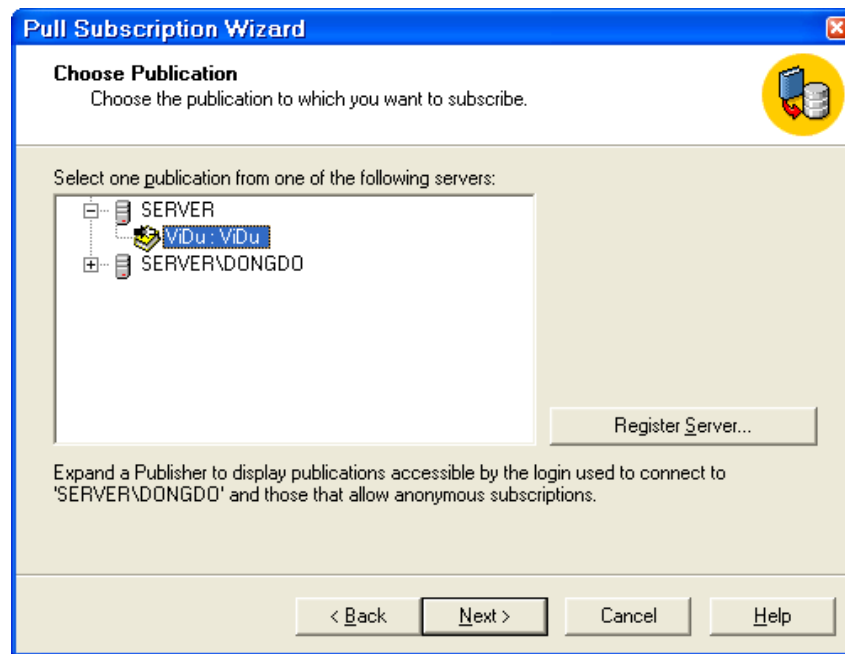 Pull Subscription Wizard
Choose Publication
Choose the publication to which you want to subscribe.
Select one publication from one of the following servers:
SERVER
ViDu : ViDu
SERVER\DONGDO
Register Server...
Expand a Publisher to display publications accessible by the login used to connect to
'SERVER\DONGDO' and those that allow anonymous subscriptions.
< Back
Next >
Cancel
Help